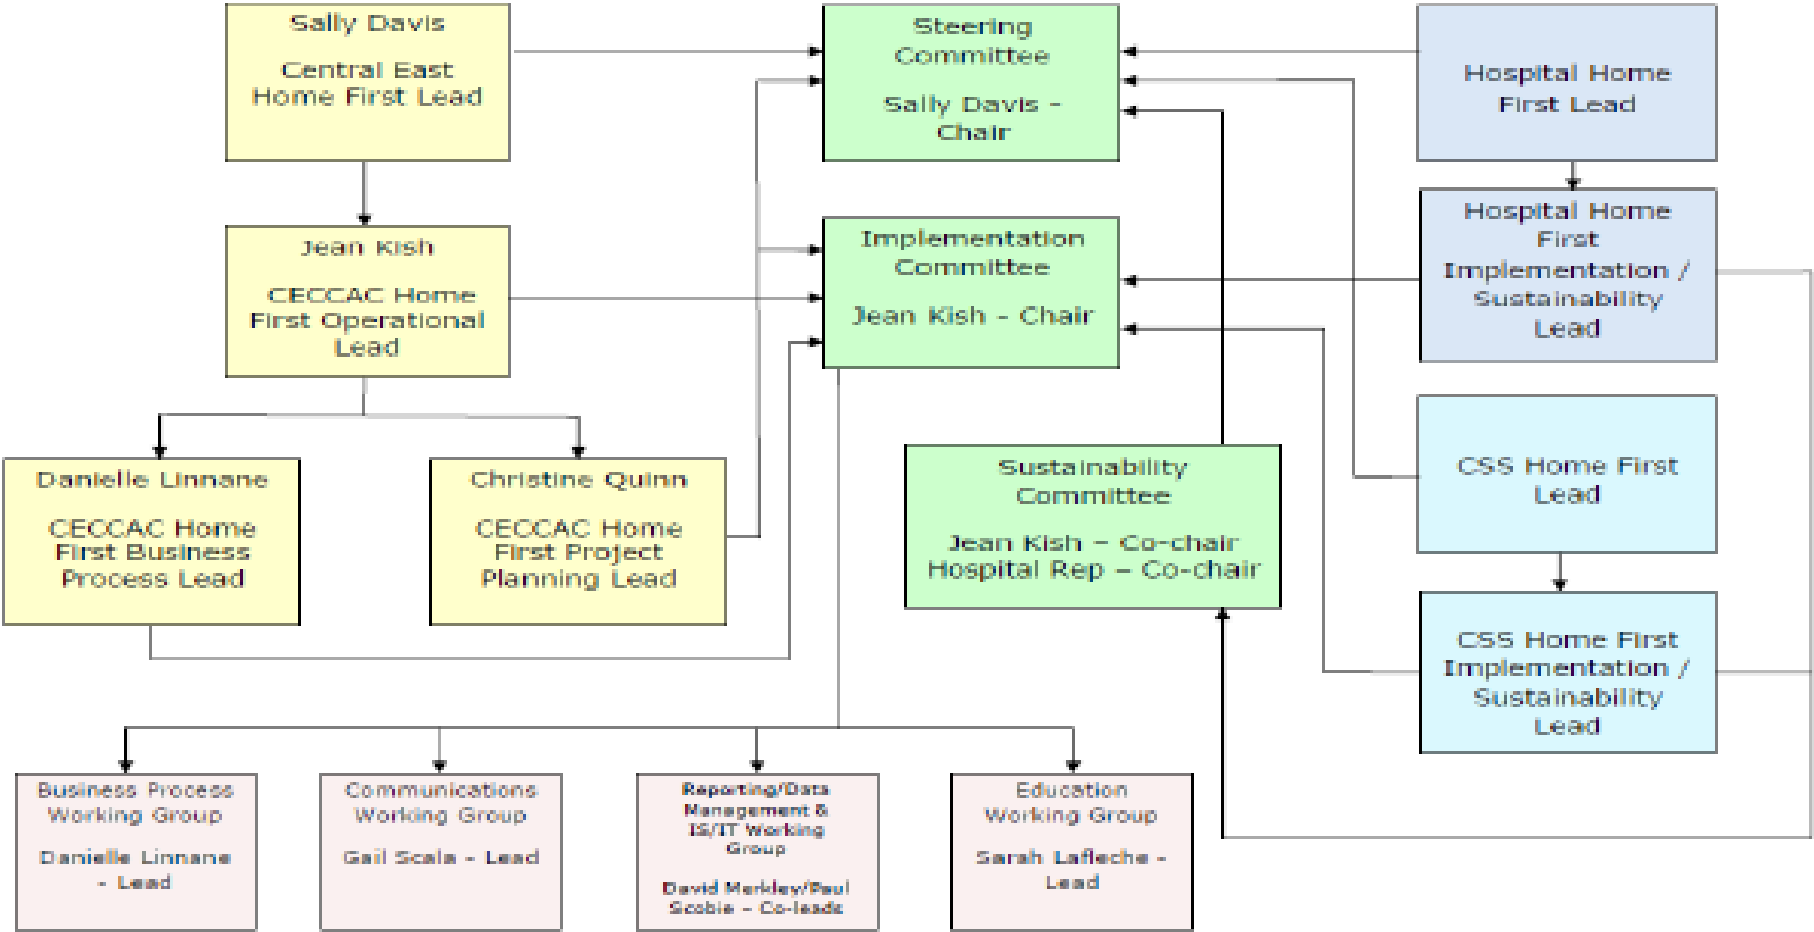 Sally Davis
Central East
Home First Lead
Steering
Committee
Sally Davis -
Chair
Hospital Home
First Lead
Jean Kish
CECCAC Home
First Operational
Lead
Implementation
Committee
Jean Kish - Chair
Hospital Home
First
Implementation /
Sustainability
Lead
Danielle Linnane
CECCAC Home
First Business
Process Lead
Christine Quinn
CECCAC Home
First Project
Planning Lead
Sustainability
Committee
Jean Kish – Co-chair
Hospital Rep – Co-chair
CSS Home First
Lead
CSS Home First
Implementation /
Sustainability
Lead
Business Process
Working Group
Danielle Linnane
- Lead
Communications
Working Group
Gail Scala - Lead
Reporting/Data
Management &
IS/IT Working
Group
David Merkley/Paul
Scobie – Co-leads
Education
Working Group
Sarah Lafleche -
Lead